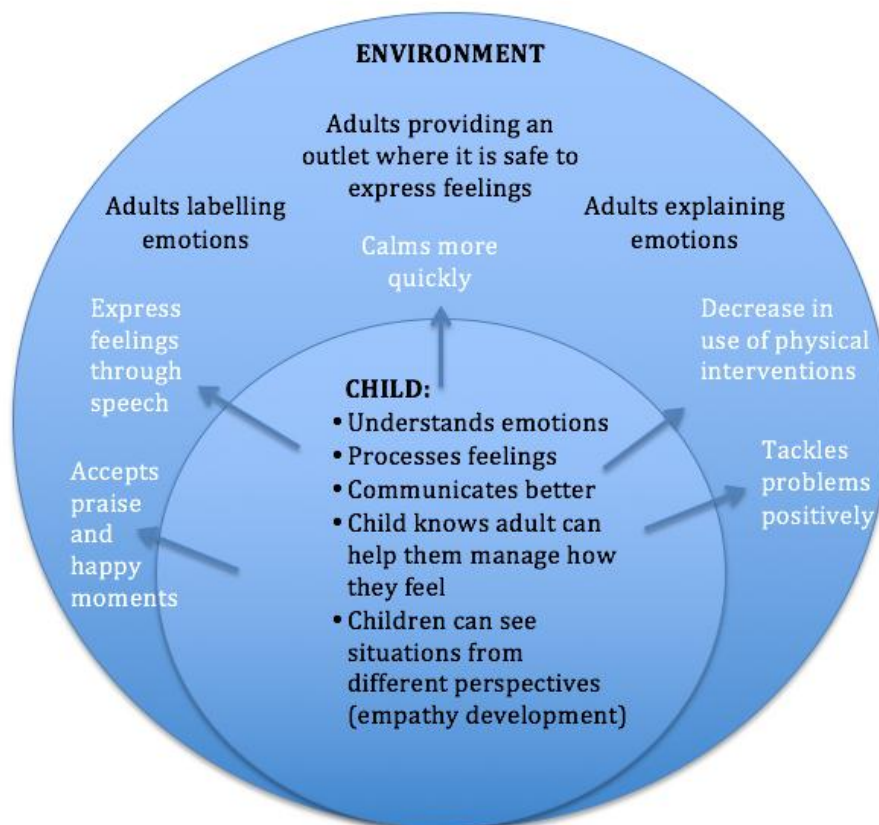 ENVIRONMENT
Adults providing an
outlet where it is safe to
express feelings
Adults labelling
emotions
Adults explaining
emotions
Calms more
quickly
Express
feelings
through
speech
Decrease in
use of physical
interventions
Accepts
praise
and
happy
moments
Tackles
problems
positively
CHILD:
• Understands emotions
• Processes feelings
• Communicates better
• Child knows adult can
help them manage how
they feel
• Children can see
situations from
different perspectives
(empathy development)